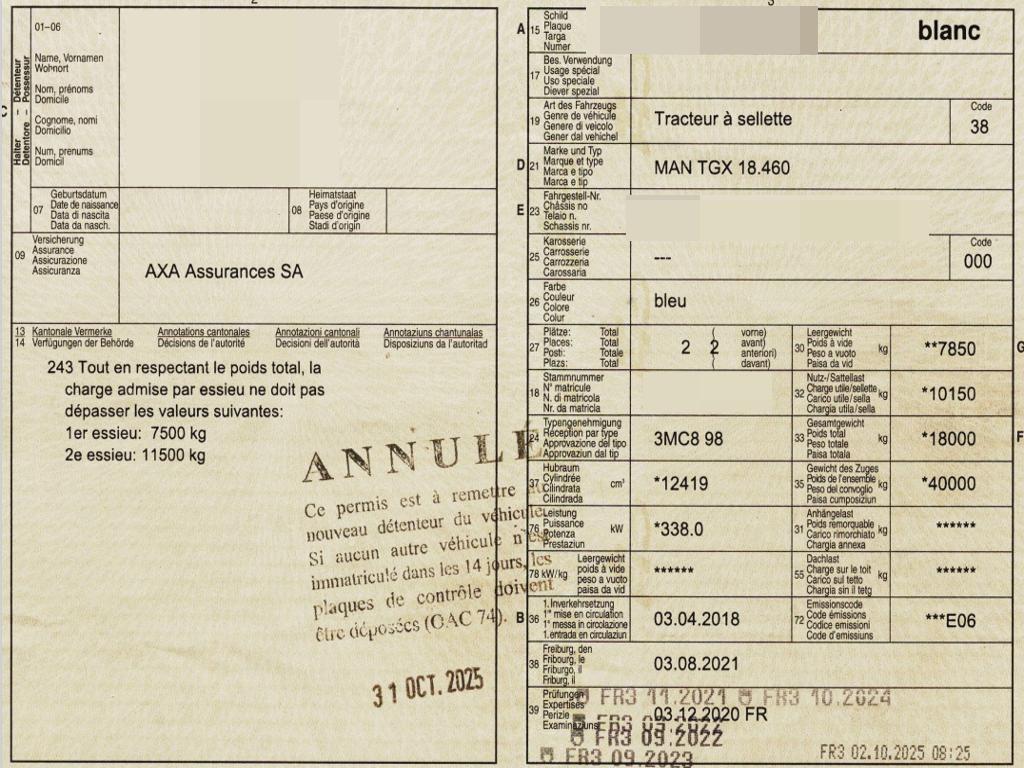 2
3
01-06
Halter – Détenteur
Detentore – Possessur
Name, Vornamen
Wohnort
Nom, prénoms
Domicile
Cognome, nomi
Domicilio
Num, prenums
Domicil
07
Geburtsdatum
Date de naissance
Data di nascita
Data da nasch.
08
Heimatstaat
Pays d'origine
Paese d'origine
Stadi d'origin
09
Versicherung
Assurance
Assicurazione
Assicuranza
AXA Assurances SA
13 Kantonale Vermerke Annotations cantonales Annotazioni cantonali Annotaziuns chantunalas
14 Verfügungen der Behörde Décisions de l'autorité Decisioni dell'autorità Disposiziuns da l'autoritad
243 Tout en respectant le poids total, la
charge admise par essieu ne doit pas
dépasser les valeurs suivantes:
1er essieu: 7500 kg
2e essieu: 11500 kg
ANNULÉ
Ce permis est à remettre au
nouveau détenteur du véhicule.
Si aucun autre véhicule n'est
immatriculé dans les 14 jours, les
plaques de contrôle doivent
être déposées (OAC 74).
31 OCT. 2025
A 15
Schild
Plaque
Targa
Numer
blanc
17
Bes. Verwendung
Usage spécial
Uso speciale
Diever spezial
19
Art des Fahrzeugs
Genre de véhicule
Genere di veicolo
Gener dal vehichel
Tracteur à sellette
Code
38
D 21
Marke und Typ
Marque et type
Marca e tipo
Marca e tip
MAN TGX 18.460
E 23
Fahrgestell-Nr.
Châssis no
Telaio n.
Schassis nr.
25
Karosserie
Carrosserie
Carrozzeria
Carossaria
---
Code
000
26
Farbe
Couleur
Colore
Colur
bleu
27
Plätze: Total
Places: Total
Posti: Totale
Plazs: Total
2 2
( vorne)
( avant)
( anteriori)
( davant)
30
Leergewicht
Poids à vide
Peso a vuoto
Paisa da vid
kg
**7850
G
18
Stammnummer
N° matricule
N. di matricola
Nr. da matricla
32
Nutz-/Sattellast
Charge utile/sellette
Carico utile/sella
Chargia utila/sella
kg
*10150
24
Typengenehmigung
Réception par type
Approvazione del tipo
Approvaziun dal tip
3MC8 98
33
Gesamtgewicht
Poids total
Peso totale
Paisa totala
kg
*18000
F
37
Hubraum
Cylindrée
Cilindrata
Cilindrada
cm³
*12419
35
Gewicht des Zuges
Poids de l'ensemble
Peso del convoglio
Paisa cumposiziun
kg
*40000
76
Leistung
Puissance
Potenza
Prestaziun
kW
*338.0
31
Anhängelast
Poids remorquable
Carico rimorchiato
Chargia annexa
kg
******
78 kW/kg
Leergewicht
poids à vide
peso a vuoto
paisa da vid
******
55
Dachlast
Charge sur le toit
Carico sul tetto
Chargia sin il tetg
kg
******
B 36
1.Inverkehrsetzung
1re mise en circulation
1a messa in circolazione
1.entrada en circulaziun
03.04.2018
72
Emissionscode
Code émissions
Codice emissioni
Code d'emissiuns
***E06
38
Freiburg, den
Fribourg, le
Friburgo, il
Friburg, il
03.08.2021
39
Prüfungen
Expertises
Perizie
Examinaziuns
FR3 11.2021 FR3 10.2024
03.12.2020 FR
FR3 09.2022
FR3 09.2023
FR3 02.10.2025 08:25